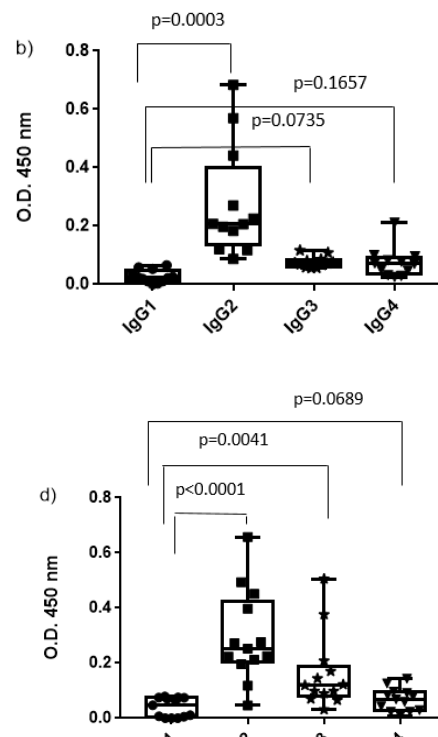 p=0.0003
b)
0.8
p=0.1657
0.6
p=0.0735
0.4
O.D. 450 nm
0.2
0.0
IgG1
IgG2
IgG3
IgG4
p=0.0689
p=0.0041
d)
p<0.0001
0.8
0.6
O.D. 450 nm
0.4
0.2
0.0